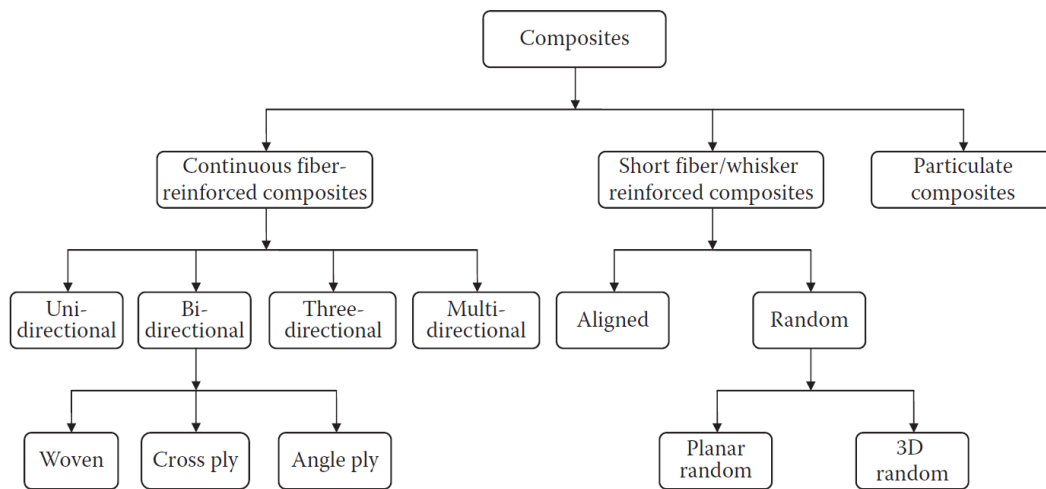 Composites
Continuous fiber-
reinforced composites
Short fiber/whisker
reinforced composites
Particulate
composites
Uni-
directional
Bi-
directional
Three-
directional
Multi-
directional
Aligned
Random
Woven
Cross ply
Angle ply
Planar
random
3D
random